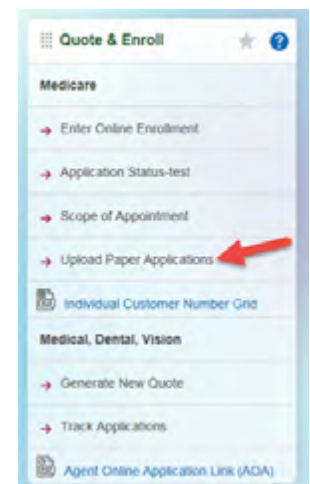 Quote & Enroll
Medicare
Enter Online Enrollment
Application Status-test
Scope of Appointment
Upload Paper Applications
Individual Customer Number Grid
Medical, Dental, Vision
Generate New Quote
Track Applications
Agent Online Application Link (AOA)